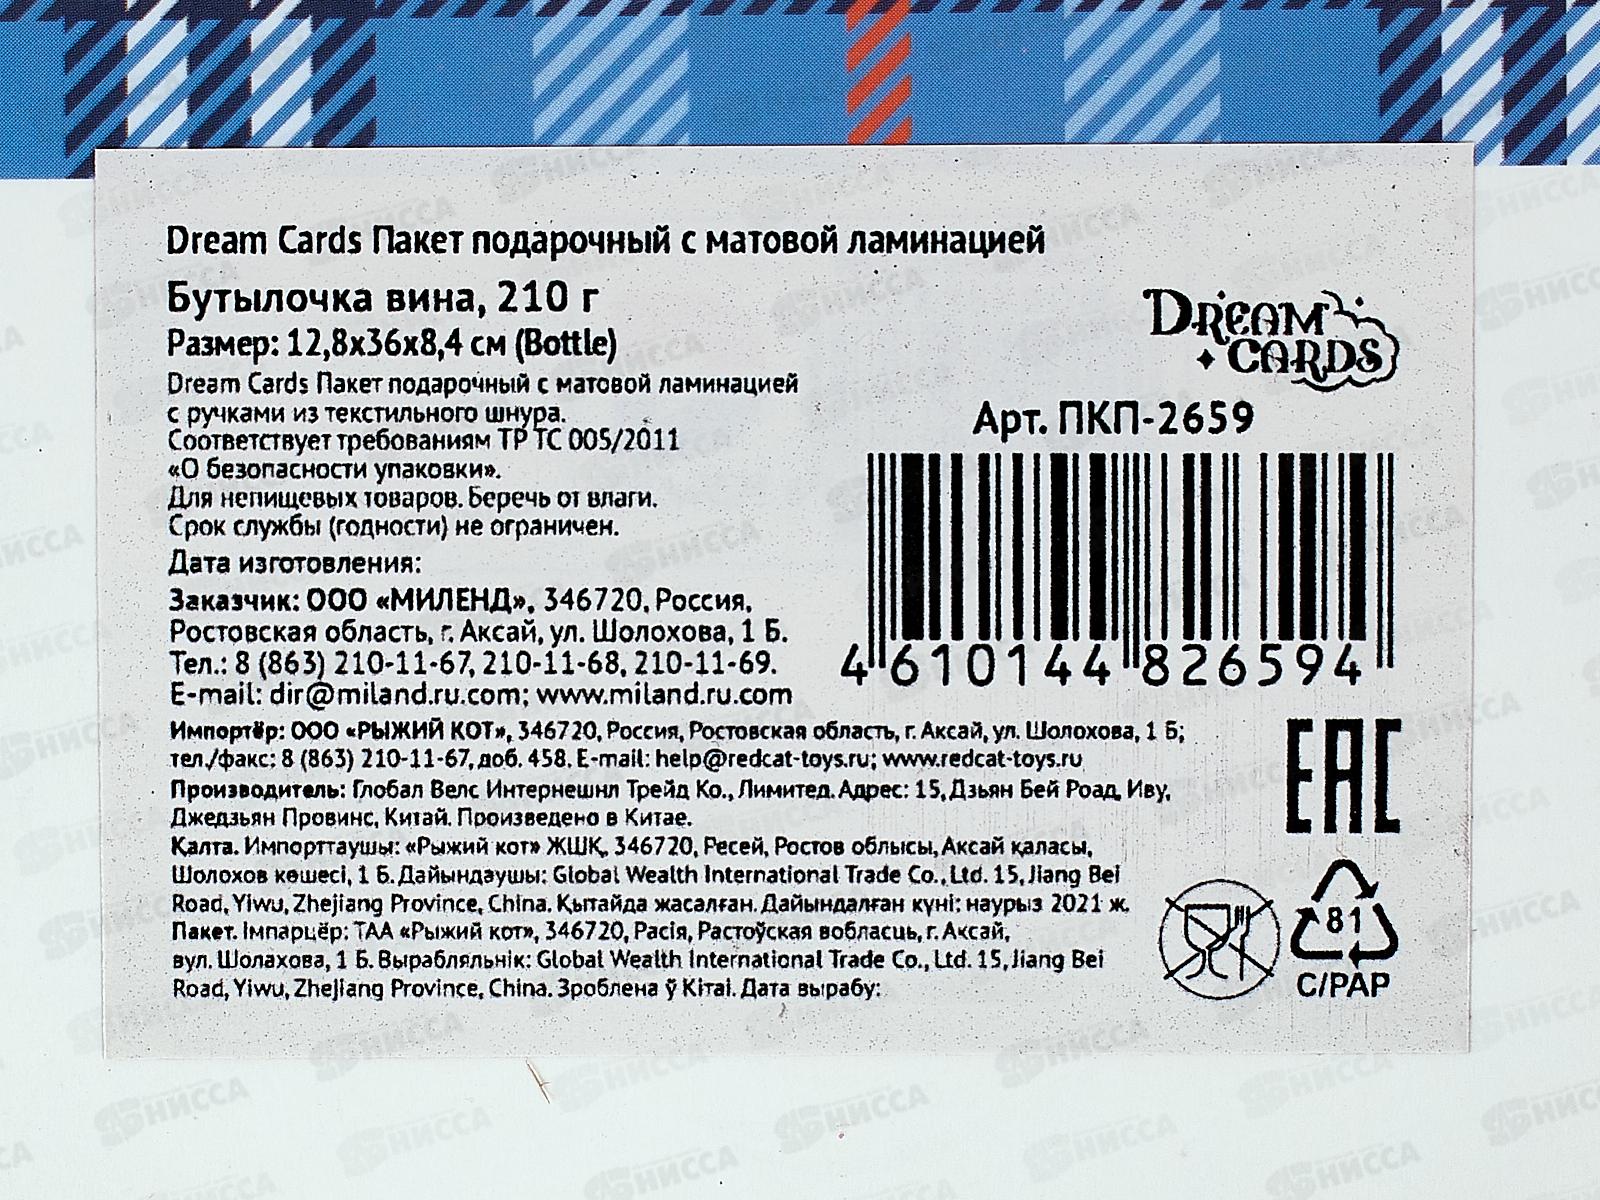 Dream Cards Пакет подарочный с матовой ламинацией
Бутылочка вина, 210 г
Размер: 12,8х36х8,4 см (Bottle)
Dream Cards Пакет подарочный с матовой ламинацией
с ручками из текстильного шнура.
Соответствует требованиям ТР ТС 005/2011
«О безопасности упаковки».
Для непищевых товаров. Беречь от влаги.
Срок службы (годности) не ограничен.
Дата изготовления:
Заказчик: ООО «МИЛЕНД», 346720, Россия,
Ростовская область, г. Аксай, ул. Шолохова, 1 Б.
Тел.: 8 (863) 210-11-67, 210-11-68, 210-11-69.
E-mail: dir@miland.ru.com; www.miland.ru.com
DREAM
CARDS
Арт. ПКП-2659
4 610144 826594
Импортёр: ООО «РЫЖИЙ КОТ», 346720, Россия, Ростовская область, г. Аксай, ул. Шолохова, 1 Б;
тел./факс: 8 (863) 210-11-67, доб. 458. E-mail: help@redcat-toys.ru; www.redcat-toys.ru
Производитель: Глобал Велс Интернешнл Трейд Ко., Лимитед. Адрес: 15, Дзьян Бей Роад, Иву,
Джедзьян Провинс, Китай. Произведено в Китае.
Қалта. Импорттаушы: «Рыжий кот» ЖШҚ, 346720, Ресей, Ростов облысы, Аксай қаласы,
Шолохов көшесі, 1 Б. Дайындаушы: Global Wealth International Trade Co., Ltd. 15, Jiang Bei
Road, Yiwu, Zhejiang Province, China. Қытайда жасалған. Дайындалған күні: наурыз 2021 ж.
Пакет. Імпарцёр: ТАА «Рыжий кот», 346720, Расія, Растоўская вобласць, г. Аксай,
вул. Шолахова, 1 Б. Вырабляльнік: Global Wealth International Trade Co., Ltd. 15, Jiang Bei
Road, Yiwu, Zhejiang Province, China. Зроблена ў Кітаі. Дата вырабу:
EAC
81
C/PAP
НИССА